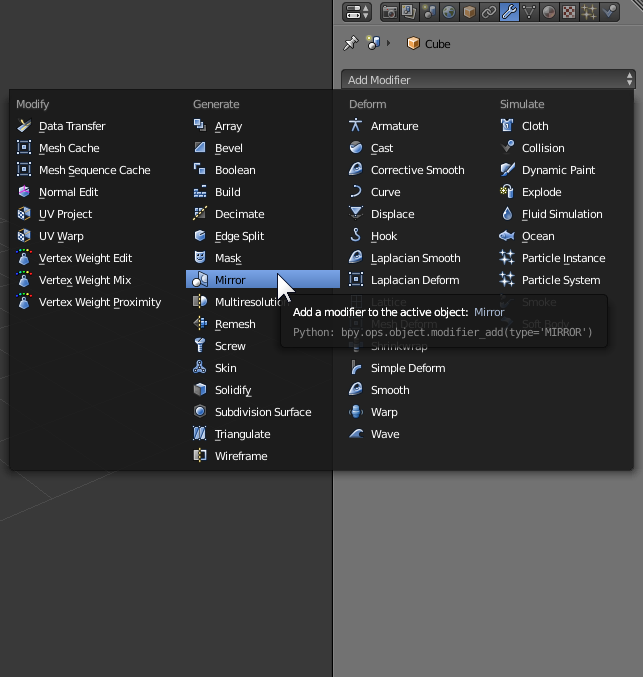 Cube
Add Modifier
Modify
Data Transfer
Mesh Cache
Mesh Sequence Cache
Normal Edit
UV Project
UV Warp
Vertex Weight Edit
Vertex Weight Mix
Vertex Weight Proximity
Generate
Array
Bevel
Boolean
Build
Decimate
Edge Split
Mask
Mirror
Multiresolutio
Remesh
Screw
Skin
Solidify
Subdivision Surface
Triangulate
Wireframe
Deform
Armature
Cast
Corrective Smooth
Curve
Displace
Hook
Laplacian Smooth
Laplacian Deform
Lattice
Mesh Deform
Shrinkwrap
Simple Deform
Smooth
Warp
Wave
Simulate
Cloth
Collision
Dynamic Paint
Explode
Fluid Simulation
Ocean
Particle Instance
Particle System
Smoke
Soft Body
Add a modifier to the active object: Mirror
Python: bpy.ops.object.modifier_add(type='MIRROR')